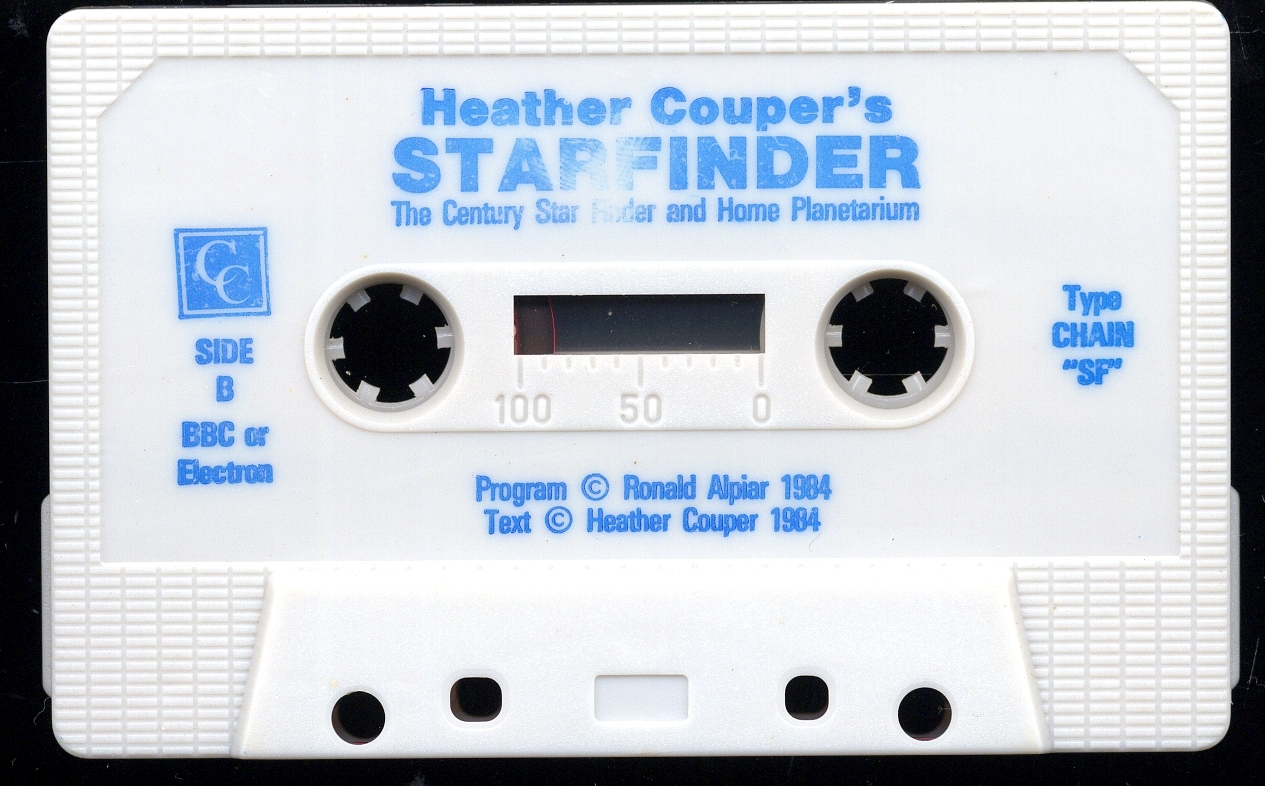 Heather Couper's
STARFINDER
The Century Star Finder and Home Planetarium
CC
SIDE
B
BBC or
Electron
Type
CHAIN
"SF"
100 50 0
Program © Ronald Alpiar 1984
Text © Heather Couper 1984